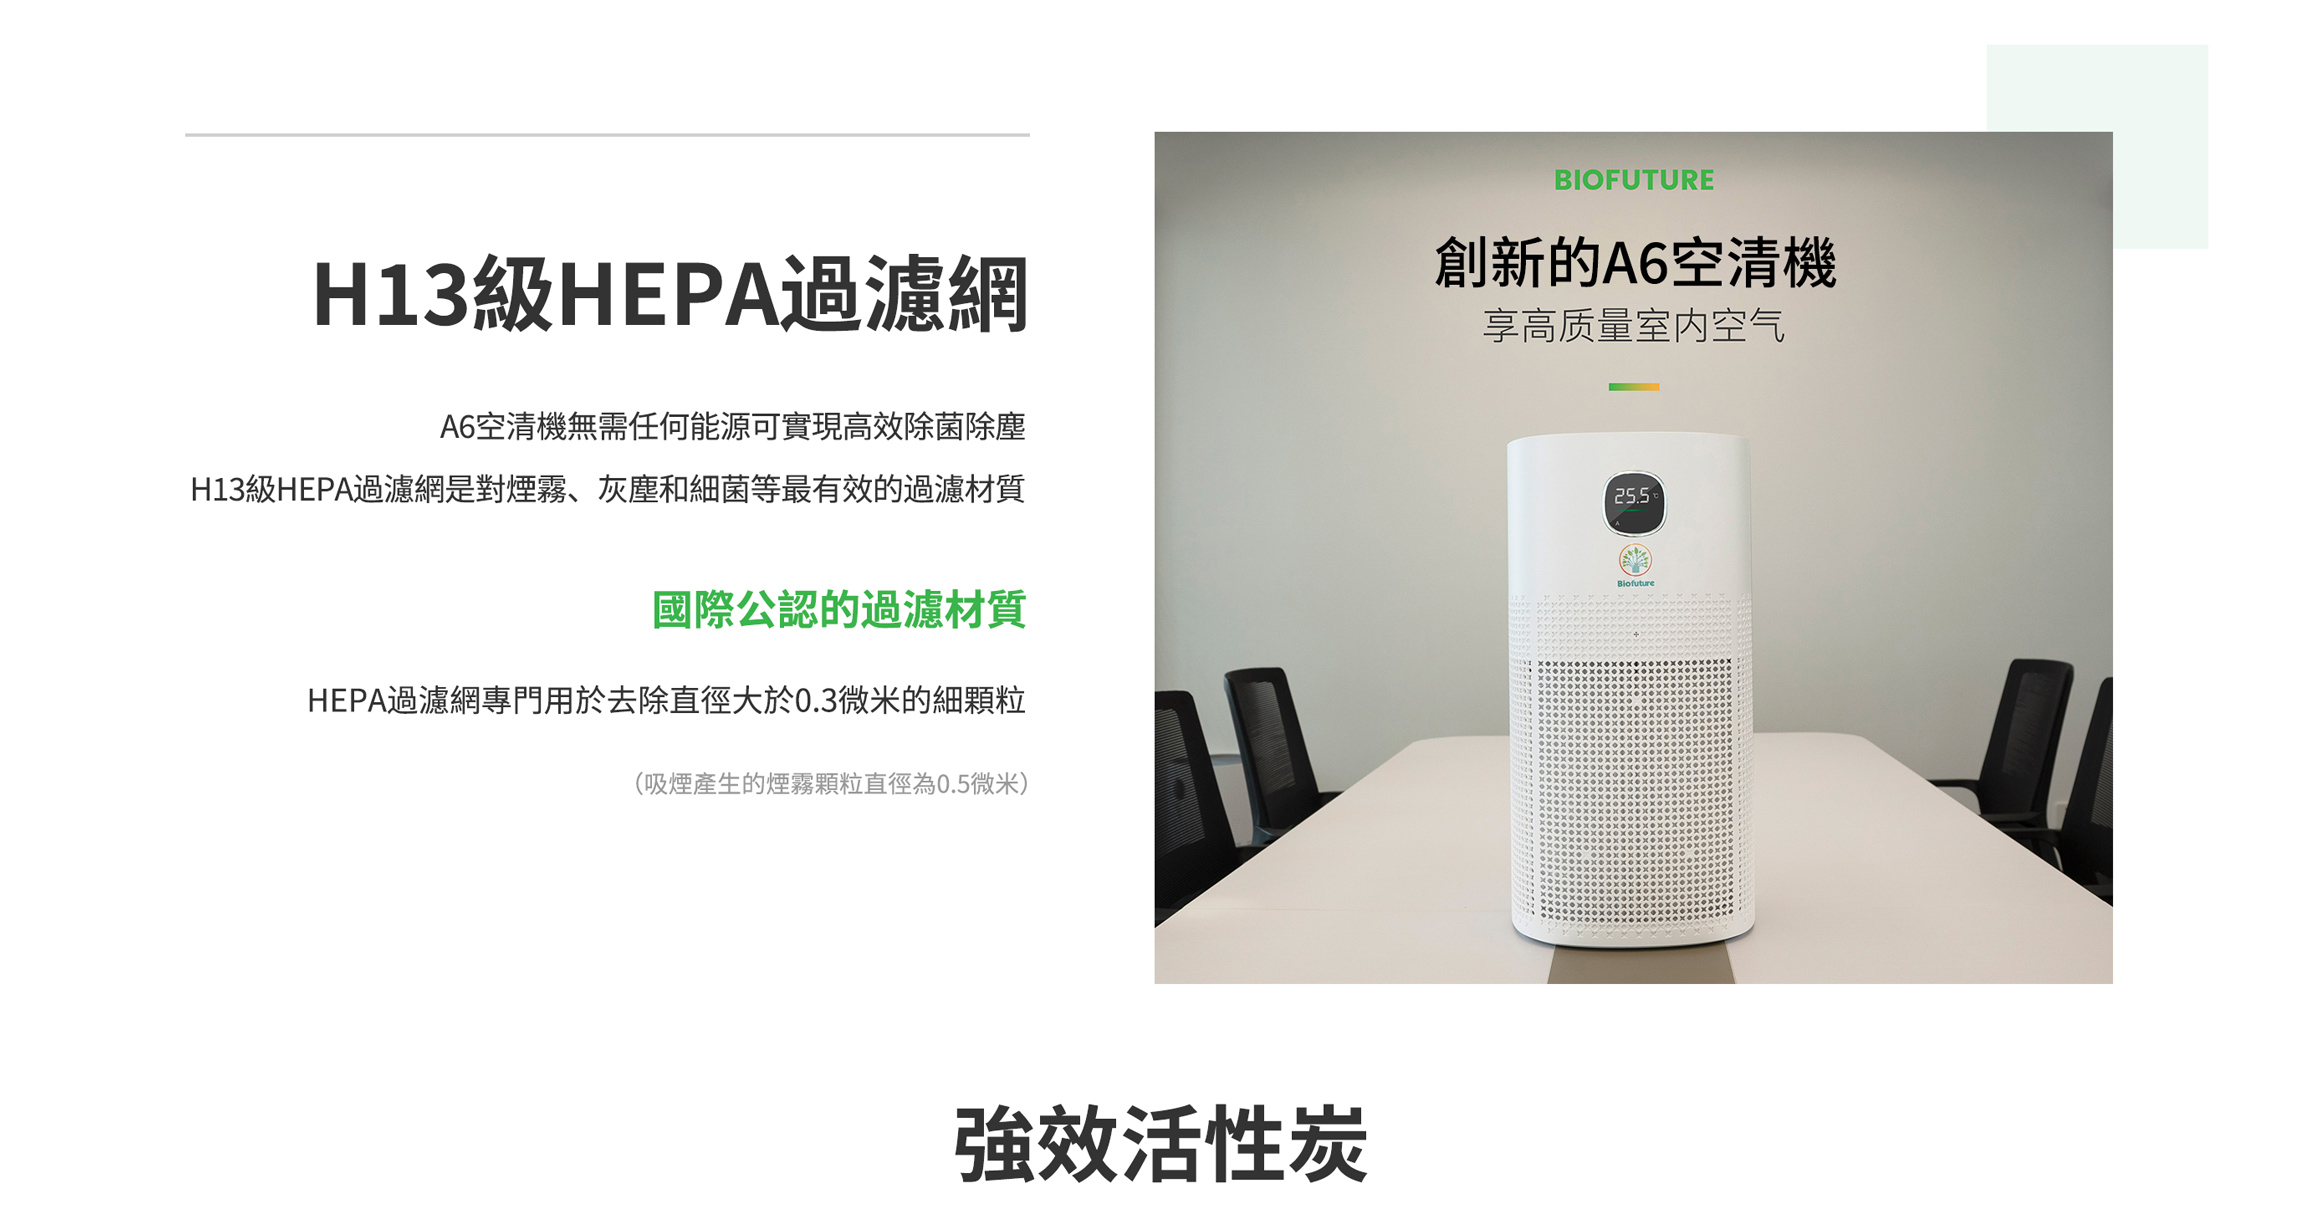 H13級HEPA過濾網
A6空清機無需任何能源可實現高效除菌除塵
H13級HEPA過濾網是對煙霧、灰塵和細菌等最有效的過濾材質
國際公認的過濾材質
HEPA過濾網專門用於去除直徑大於0.3微米的細顆粒
（吸煙產生的煙霧顆粒直徑為0.5微米）
BIOFUTURE
創新的A6空清機
享高质量室内空气
25.5 °C
A
Biofuture
強效活性炭